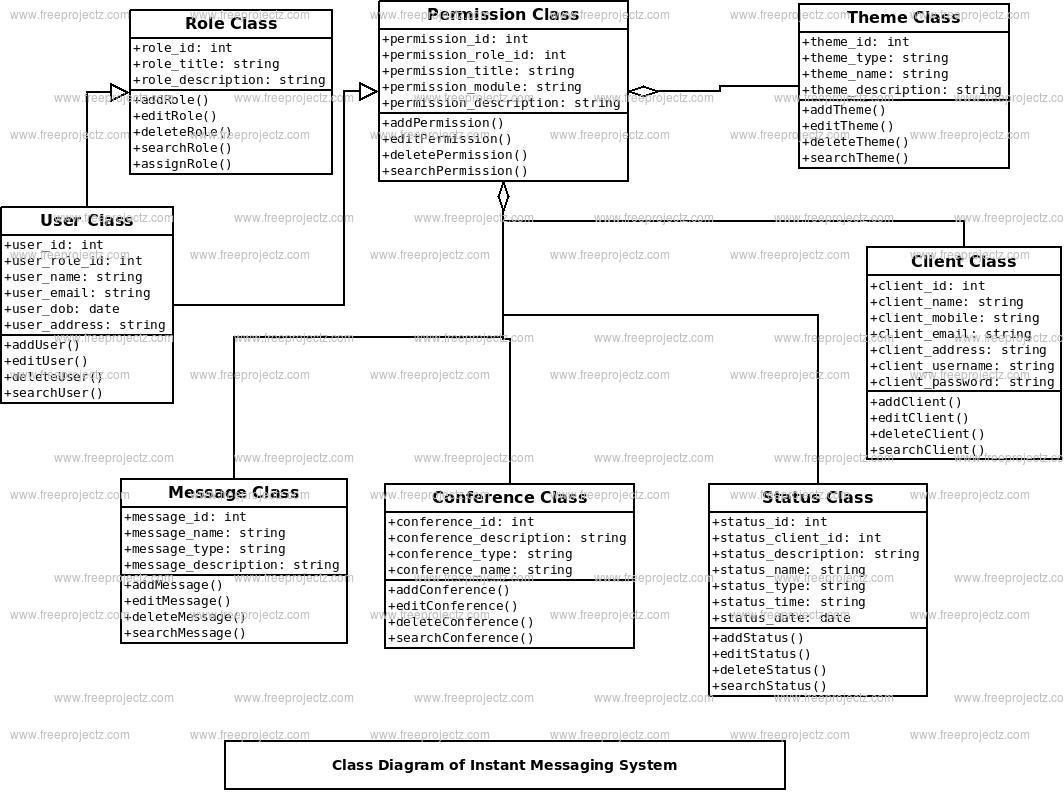 Role Class
+role_id: int
+role_title: string
+role_description: string
+addRole()
+editRole()
+deleteRole()
+searchRole()
+assignRole()
Permission Class
+permission_id: int
+permission_role_id: int
+permission_title: string
+permission_module: string
+permission_description: string
+addPermission()
+editPermission()
+deletePermission()
+searchPermission()
Theme Class
+theme_id: int
+theme_type: string
+theme_name: string
+theme_description: string
+addTheme()
+editTheme()
+deleteTheme()
+searchTheme()
User Class
+user_id: int
+user_role_id: int
+user_name: string
+user_email: string
+user_dob: date
+user_address: string
+addUser()
+editUser()
+deleteUser()
+searchUser()
Client Class
+client_id: int
+client_name: string
+client_mobile: string
+client_email: string
+client_address: string
+client_username: string
+client_password: string
+addClient()
+editClient()
+deleteClient()
+searchClient()
Message Class
+message_id: int
+message_name: string
+message_type: string
+message_description: string
+addMessage()
+editMessage()
+deleteMessage()
+searchMessage()
Conference Class
+conference_id: int
+conference_description: string
+conference_type: string
+conference_name: string
+addConference()
+editConference()
+deleteConference()
+searchConference()
Status Class
+status_id: int
+status_client_id: int
+status_description: string
+status_name: string
+status_type: string
+status_time: string
+status_date: date
+addStatus()
+editStatus()
+deleteStatus()
+searchStatus()
Class Diagram of Instant Messaging System
www.freeprojectz.com